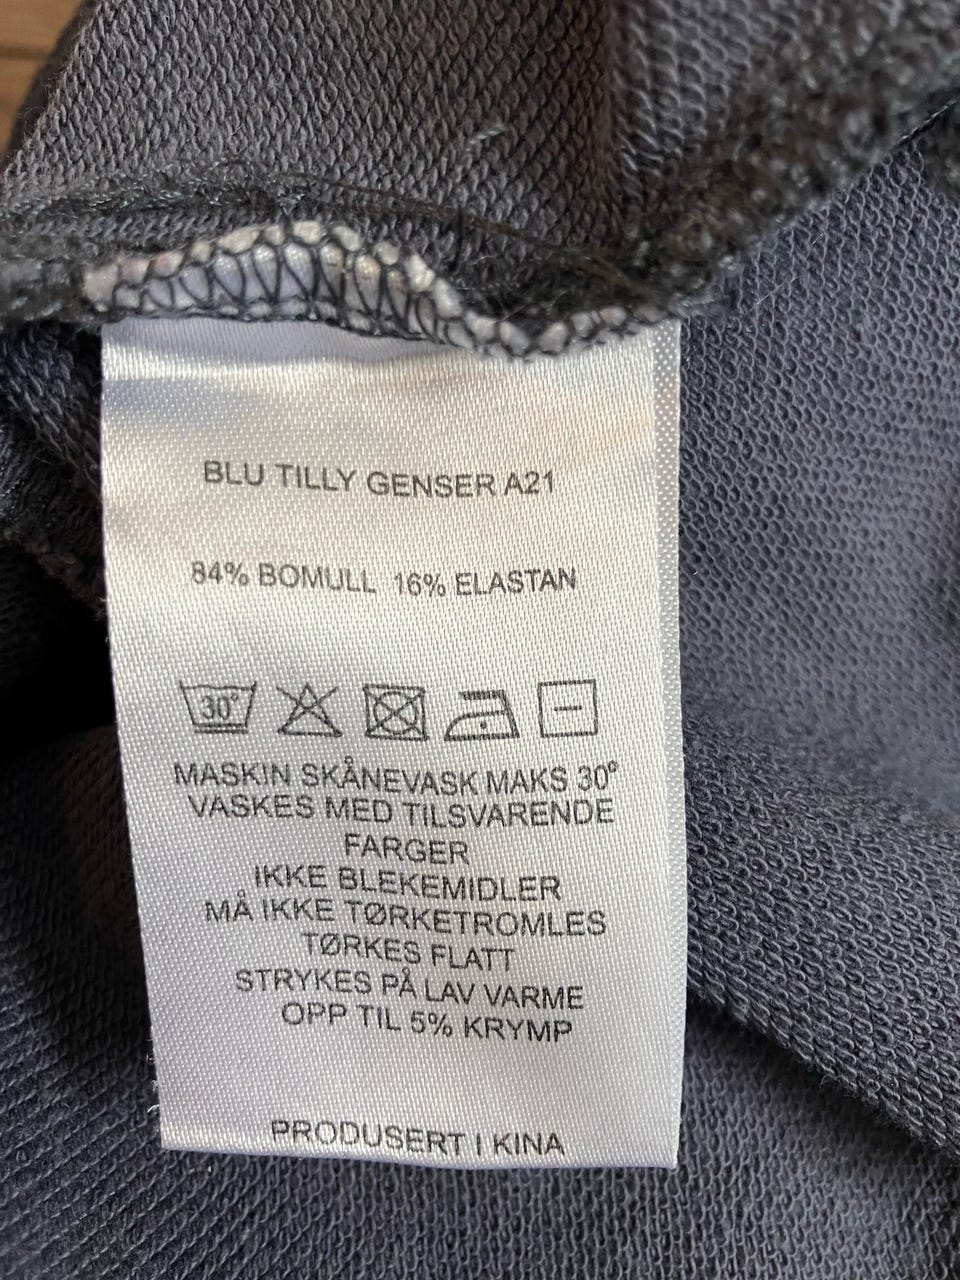 BLU TILLY GENSER A21
84% BOMULL 16% ELASTAN
30°
MASKIN SKÅNEVASK MAKS 30°
VASKES MED TILSVARENDE
FARGER
IKKE BLEKEMIDLER
MÅ IKKE TØRKETROMLES
TØRKES FLATT
STRYKES PÅ LAV VARME
OPP TIL 5% KRYMP
PRODUSERT I KINA